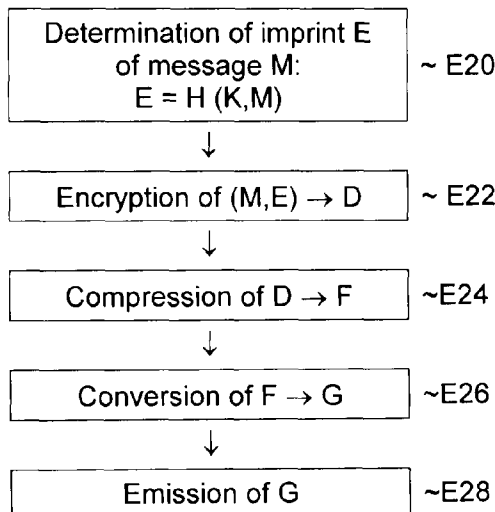 Determination of imprint E
of message M:
E = H (K,M)
~ E20
↓
Encryption of (M,E) → D
~ E22
↓
Compression of D → F
~E24
↓
Conversion of F → G
~E26
↓
Emission of G
~E28